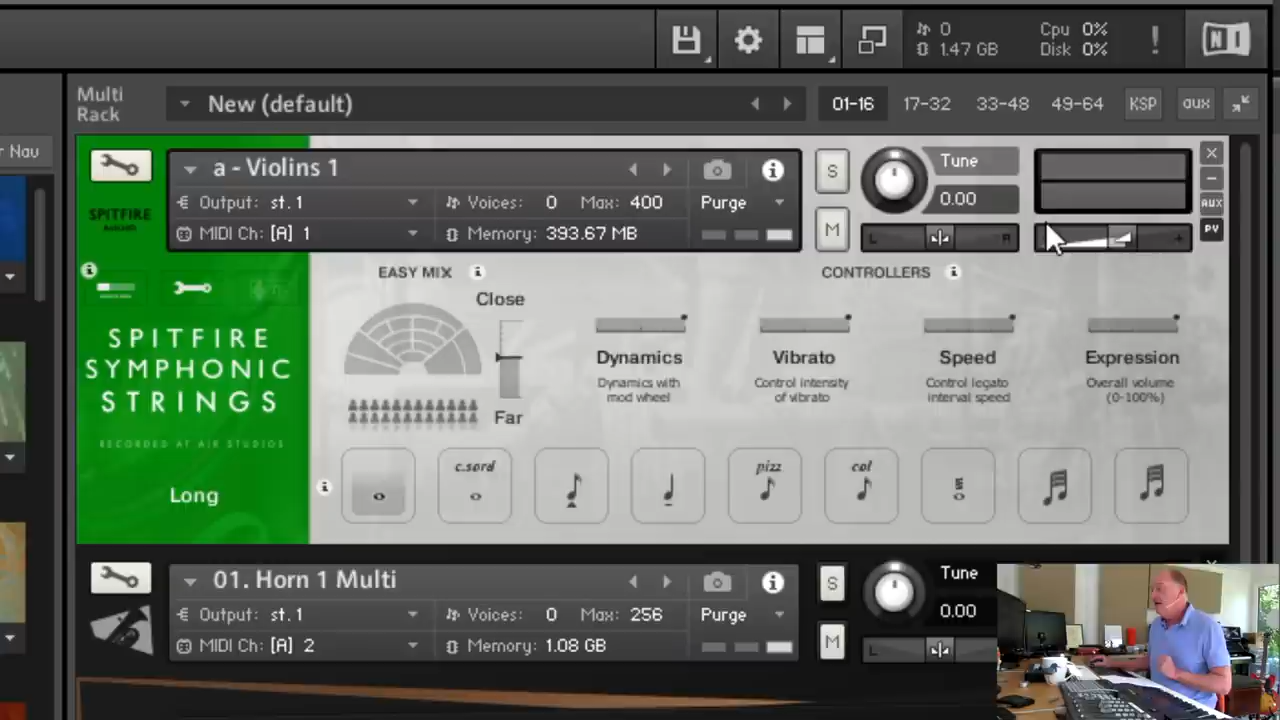 0
1.47 GB
Cpu 0%
Disk 0%
!
NI
Multi
Rack
New (default)
01-16
17-32
33-48
49-64
KSP
aux
r Nau
a - Violins 1
Output: st. 1
Voices: 0 Max: 400
Purge
MIDI Ch: [A] 1
Memory: 393.67 MB
S
M
Tune
0.00
L
R
+
AUX
PV
SPITFIRE
SPITFIRE
SYMPHONIC
STRINGS
RECORDED AT AIR STUDIOS
Long
EASY MIX
Close
Far
CONTROLLERS
Dynamics
Dynamics with
mod wheel
Vibrato
Control intensity
of vibrato
Speed
Control legato
interval speed
Expression
Overall volume
(0-100%)
c.sord
pizz
col
01. Horn 1 Multi
Output: st. 1
Voices: 0 Max: 256
Purge
MIDI Ch: [A] 2
Memory: 1.08 GB
S
M
Tune
0.00
L